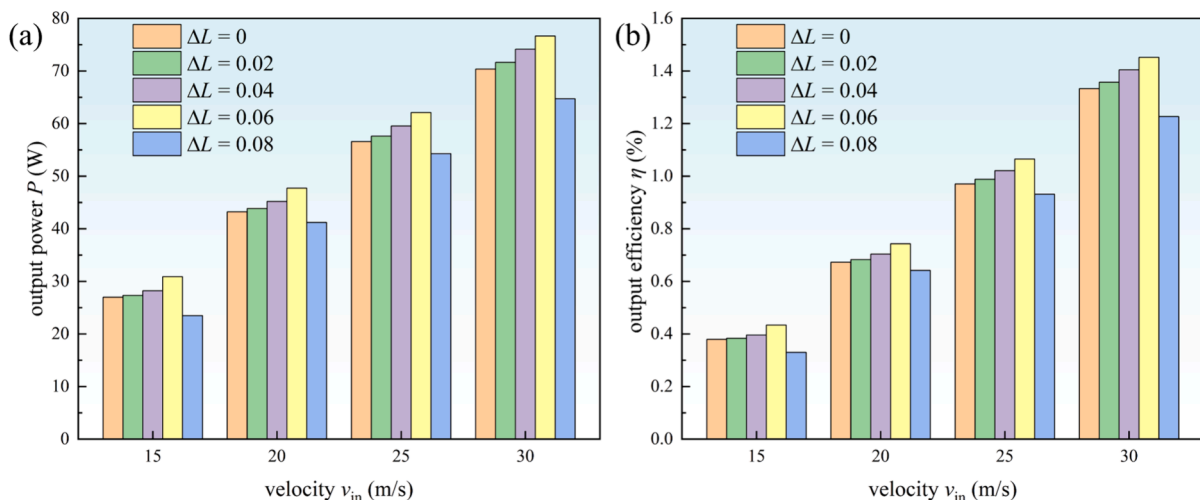 (a)
ΔL = 0
ΔL = 0.02
ΔL = 0.04
ΔL = 0.06
ΔL = 0.08
80
70
60
50
40
30
20
10
0
output power P (W)
15 20 25 30
velocity vin (m/s)
(b)
ΔL = 0
ΔL = 0.02
ΔL = 0.04
ΔL = 0.06
ΔL = 0.08
1.6
1.4
1.2
1.0
0.8
0.6
0.4
0.2
0.0
output efficiency η (%)
15 20 25 30
velocity vin (m/s)